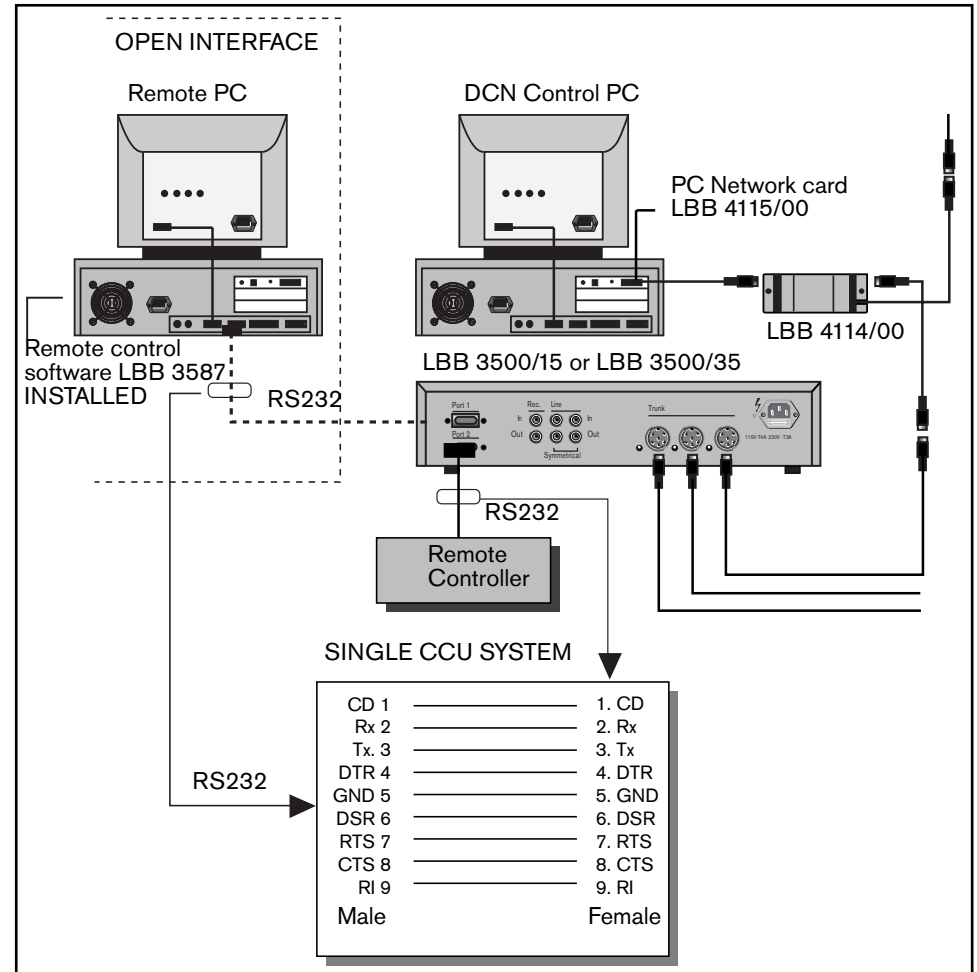 OPEN INTERFACE
Remote PC
DCN Control PC
PC Network card
LBB 4115/00
LBB 4114/00
Remote control
software LBB 3587
INSTALLED
RS232
LBB 3500/15 or LBB 3500/35
Port 1
Port 2
Rec. Line
In In
Out Out
Symmetrical
Trunk
RS232
Remote
Controller
SINGLE CCU SYSTEM
RS232
CD 1 1. CD
Rx 2 2. Rx
Tx. 3 3. Tx
DTR 4 4. DTR
GND 5 5. GND
DSR 6 6. DSR
RTS 7 7. RTS
CTS 8 8. CTS
RI 9 9. RI
Male Female